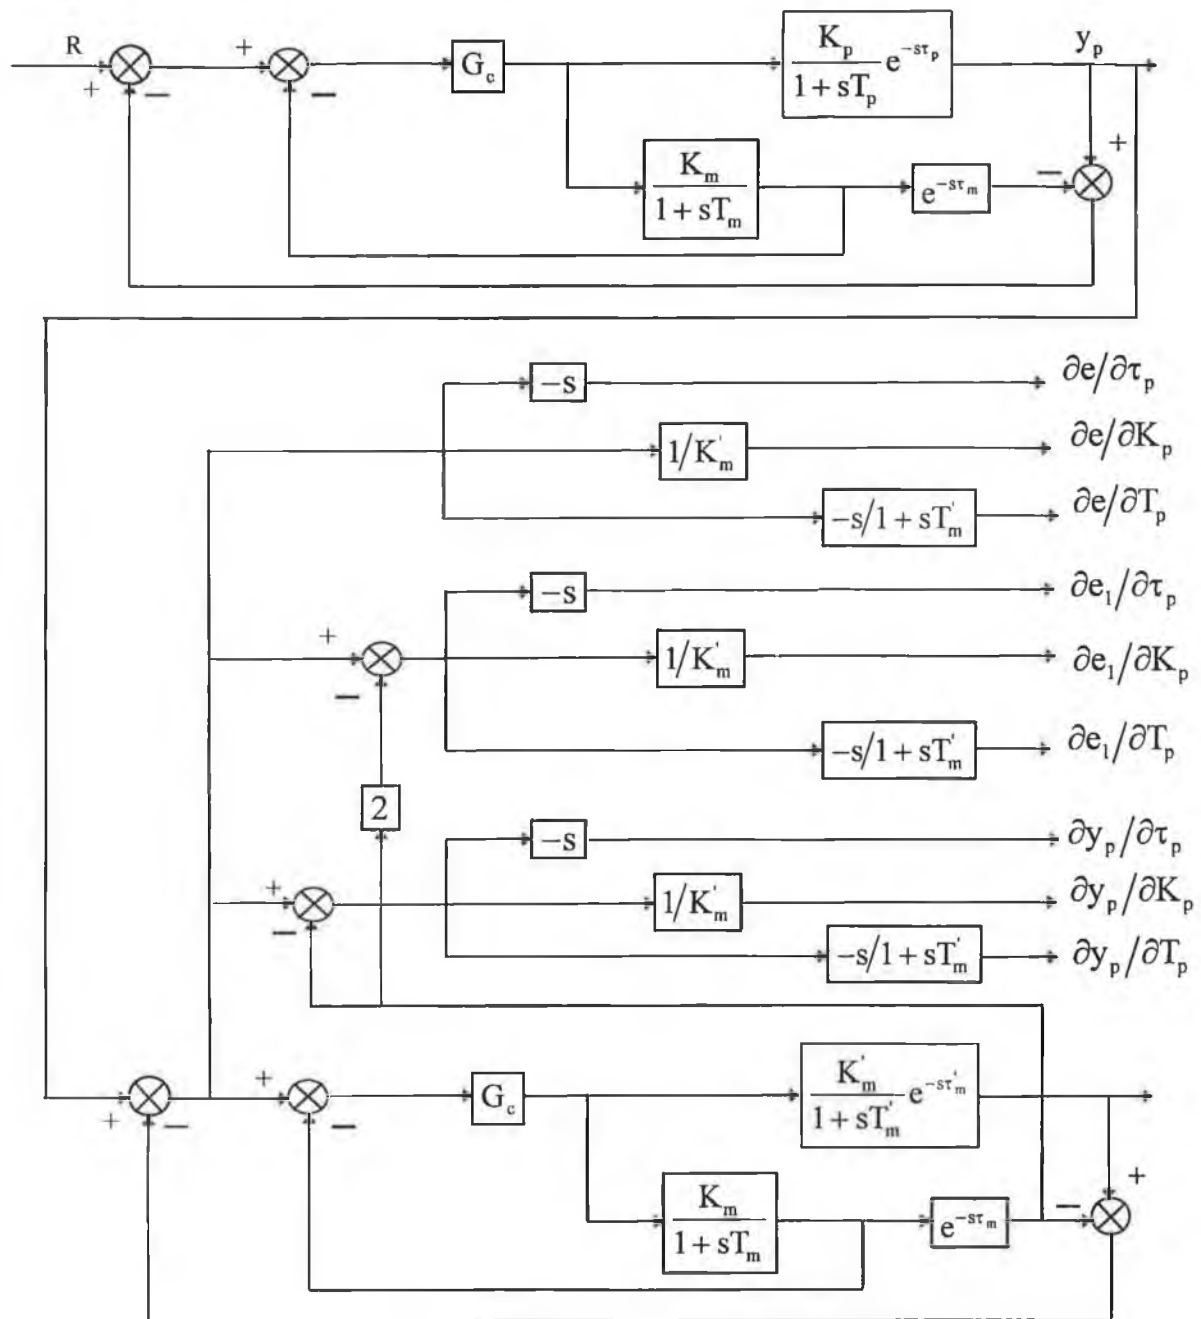 R
+
−
+
−
G_c
K_p
1 + sT_p
e^{-sτ_p}
y_p
+
−
K_m
1 + sT_m
e^{-sτ_m}
−s
∂e/∂τ_p
1/K'_m
∂e/∂K_p
−s/1 + sT'_m
∂e/∂T_p
−s
∂e_1/∂τ_p
+
−
1/K'_m
∂e_1/∂K_p
−s/1 + sT'_m
∂e_1/∂T_p
2
−s
∂y_p/∂τ_p
+
−
1/K'_m
∂y_p/∂K_p
−s/1 + sT'_m
∂y_p/∂T_p
+
−
+
−
G_c
K'_m
1 + sT'_m
e^{-sτ'_m}
+
−
K_m
1 + sT_m
e^{-sτ_m}